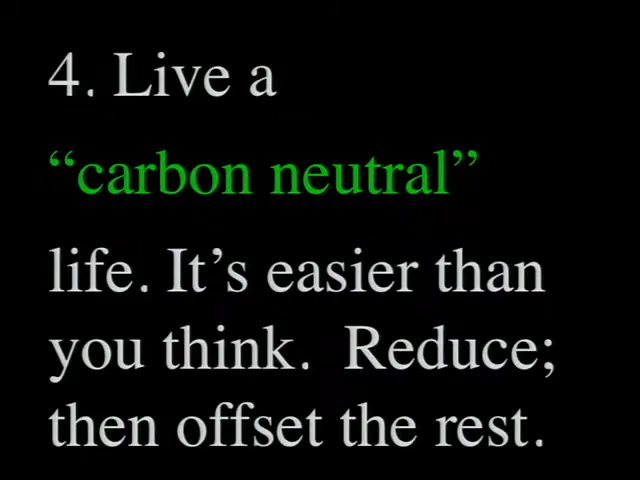 4. Live a
“carbon neutral”
life. It’s easier than
you think.  Reduce;
then offset the rest.